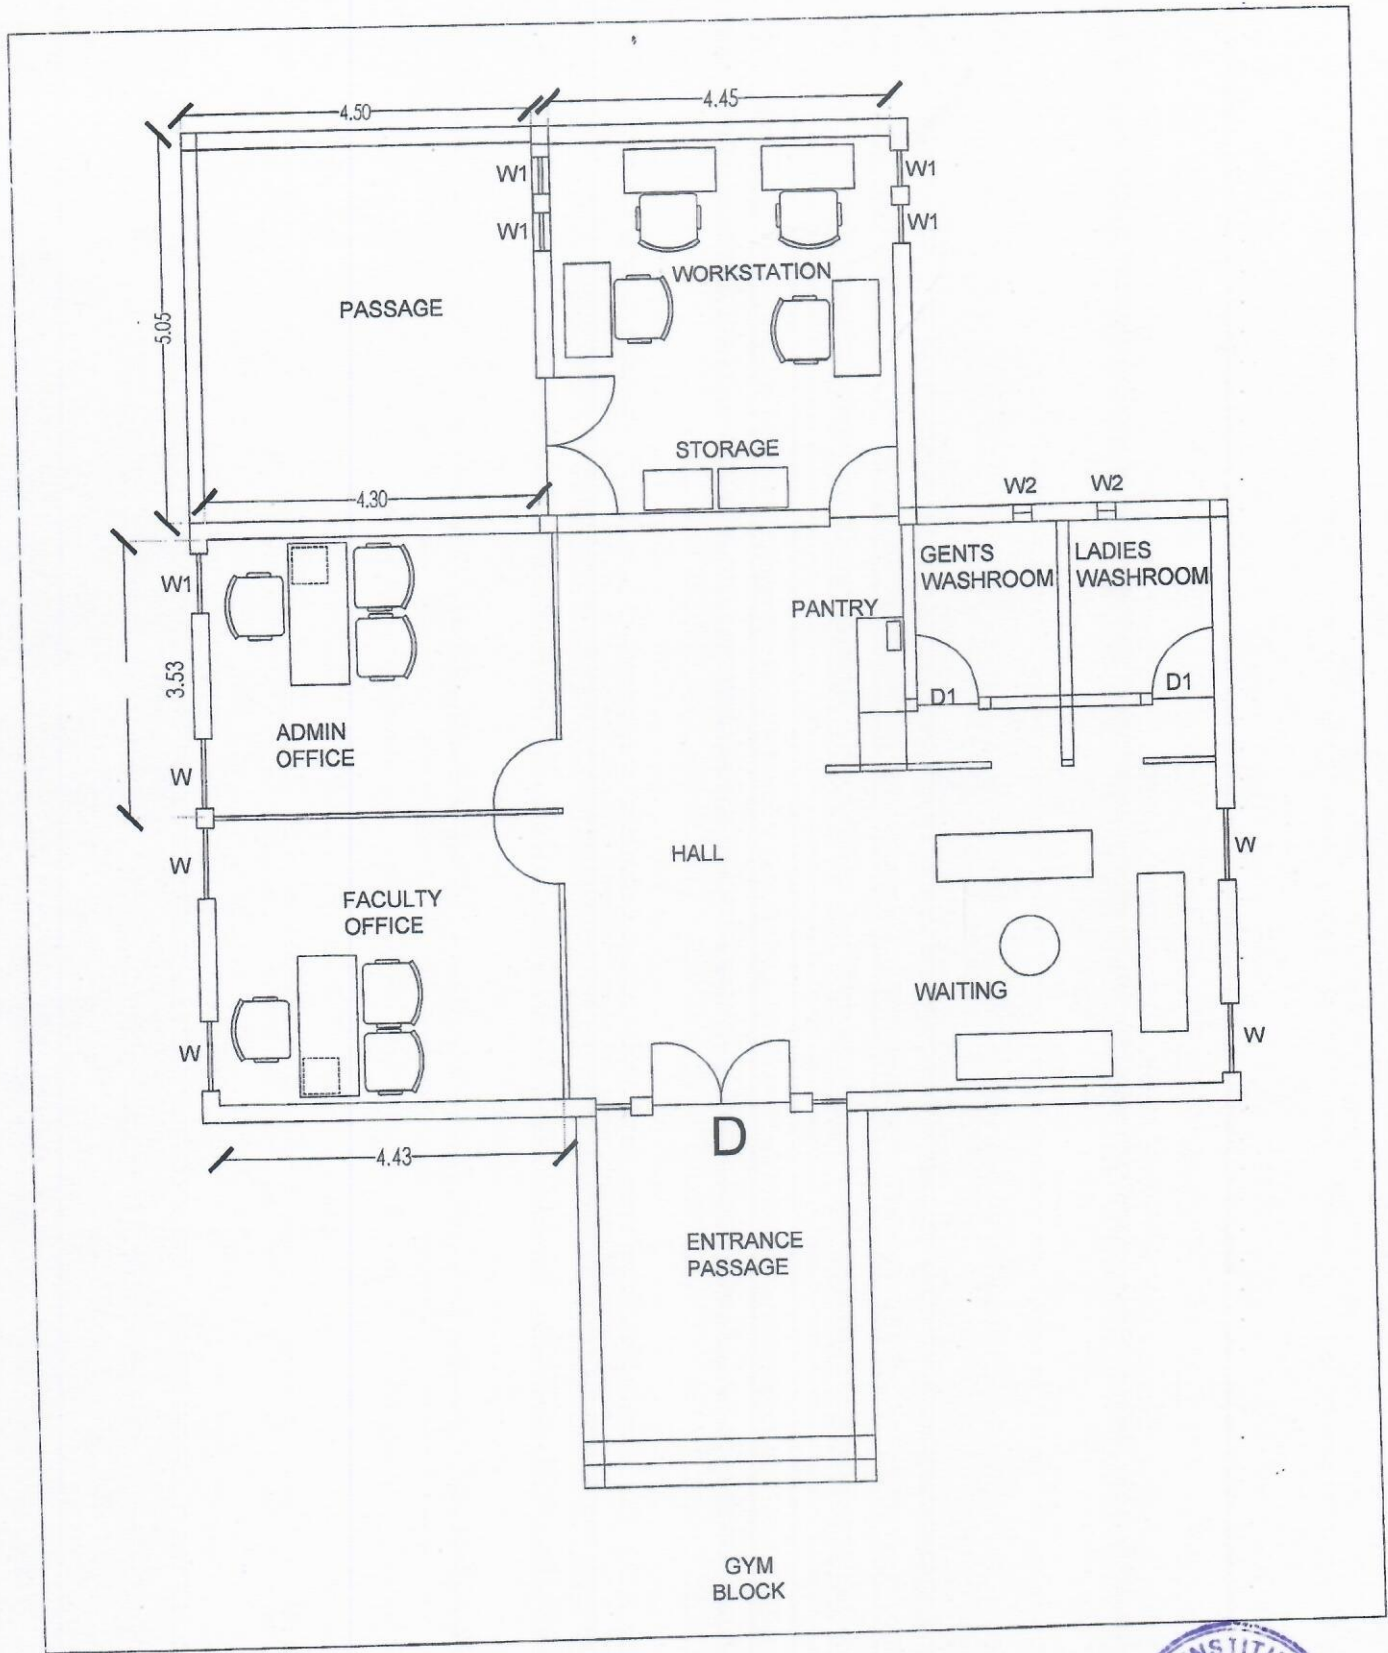 4.50
4.45
W1
W1
W1
W1
WORKSTATION
PASSAGE
5.05
STORAGE
4.30
W2
W2
GENTS
WASHROOM
LADIES
WASHROOM
W1
PANTRY
3.53
D1
D1
ADMIN
OFFICE
W
W
HALL
W
FACULTY
OFFICE
WAITING
W
W
D
4.43
ENTRANCE
PASSAGE
GYM
BLOCK